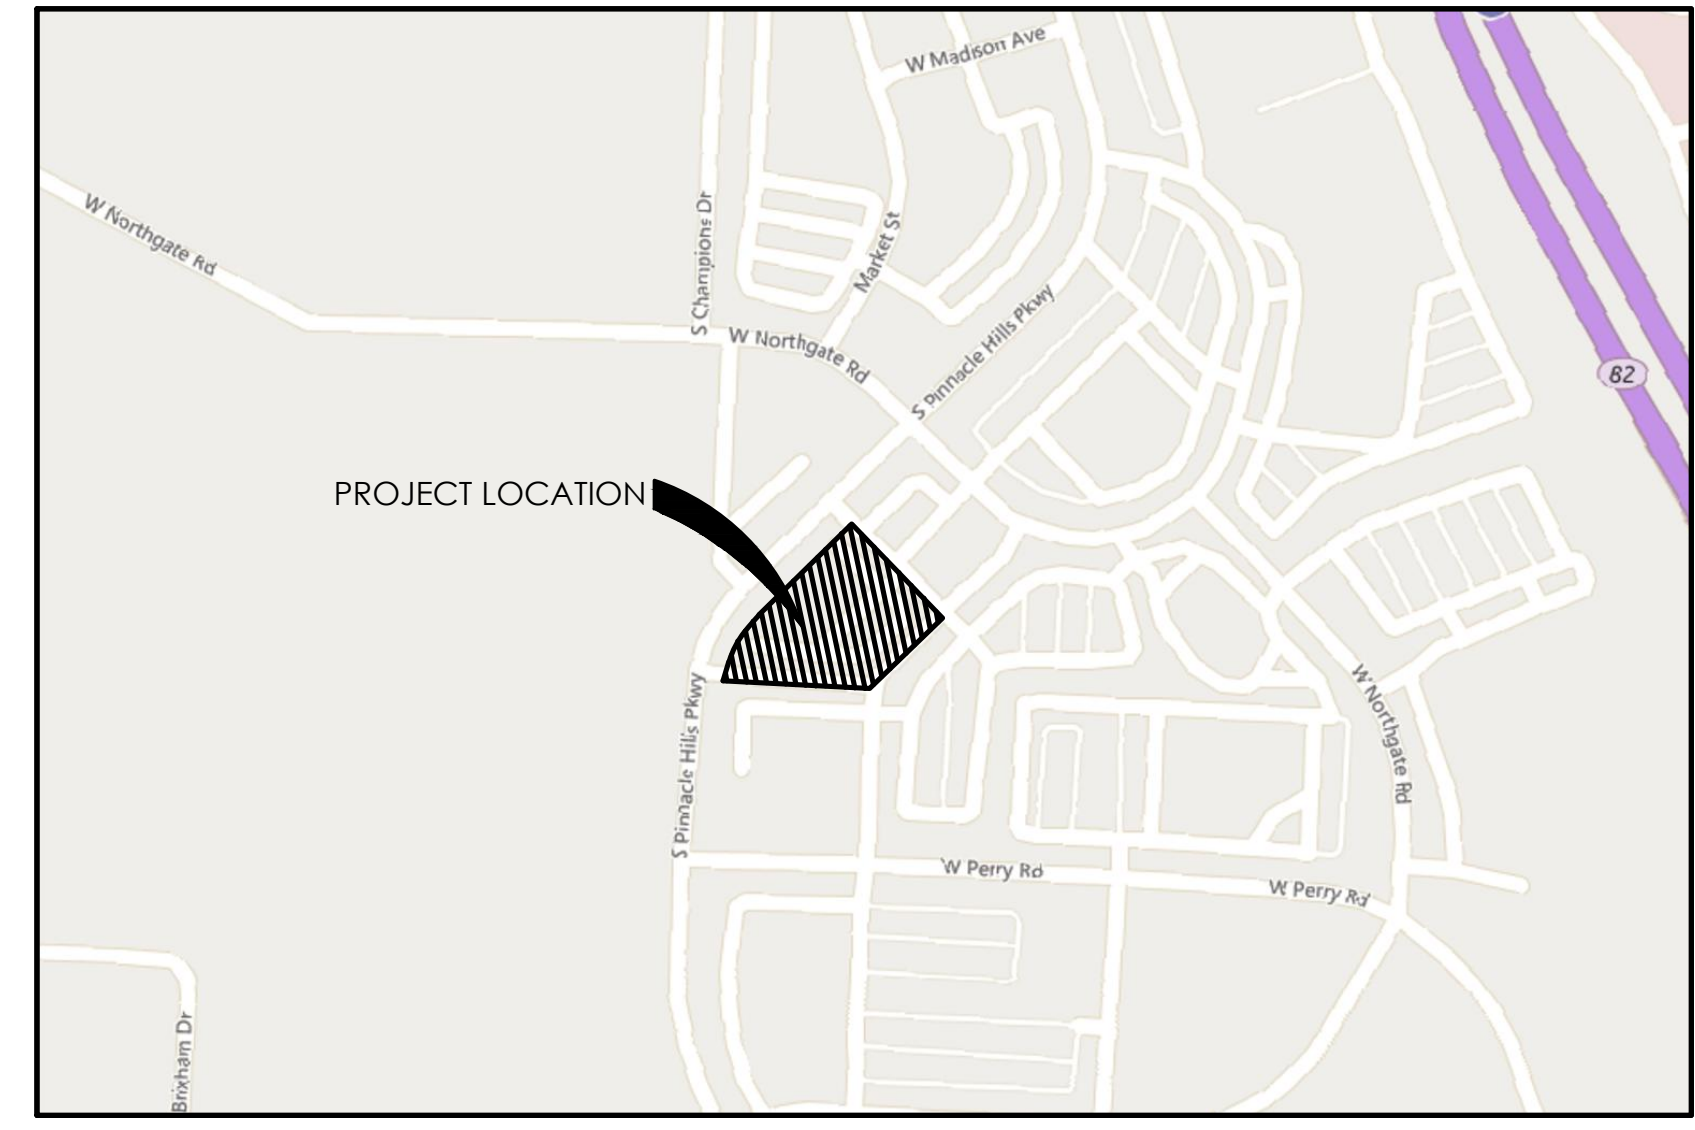 W Madison Ave
W Northgate Rd
S Champions Dr
Market St
W Northgate Rd
S Pinnacle Hills Pkwy
82
PROJECT LOCATION
W Northgate Rd
S Pinnacle Hills Pkwy
W Perry Rd
W Perry Rd
Brixham Dr